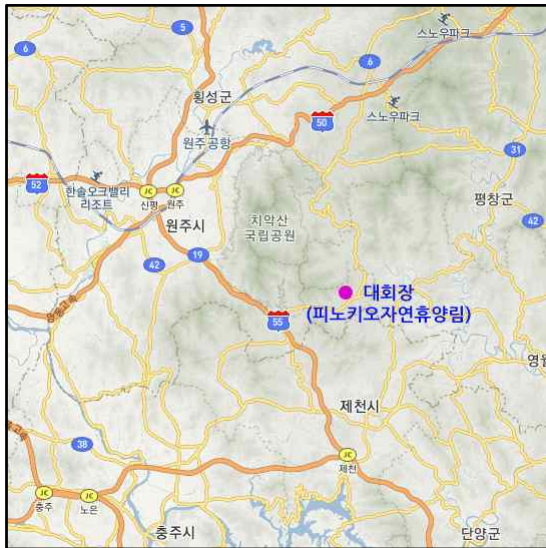 스노우파크
5
6
6
20
횡성군
50
스노우파크
원주 공항
31
52
한솔오크밸리
리조트
JC
신평
JC
원주
평창군
원주시
치악산
국립공원
42
19
42
대회장
(피노키오자연휴양림)
55
영월
제천시
38
JC
제천
JC
충주
JC
노은
충주시
단양군